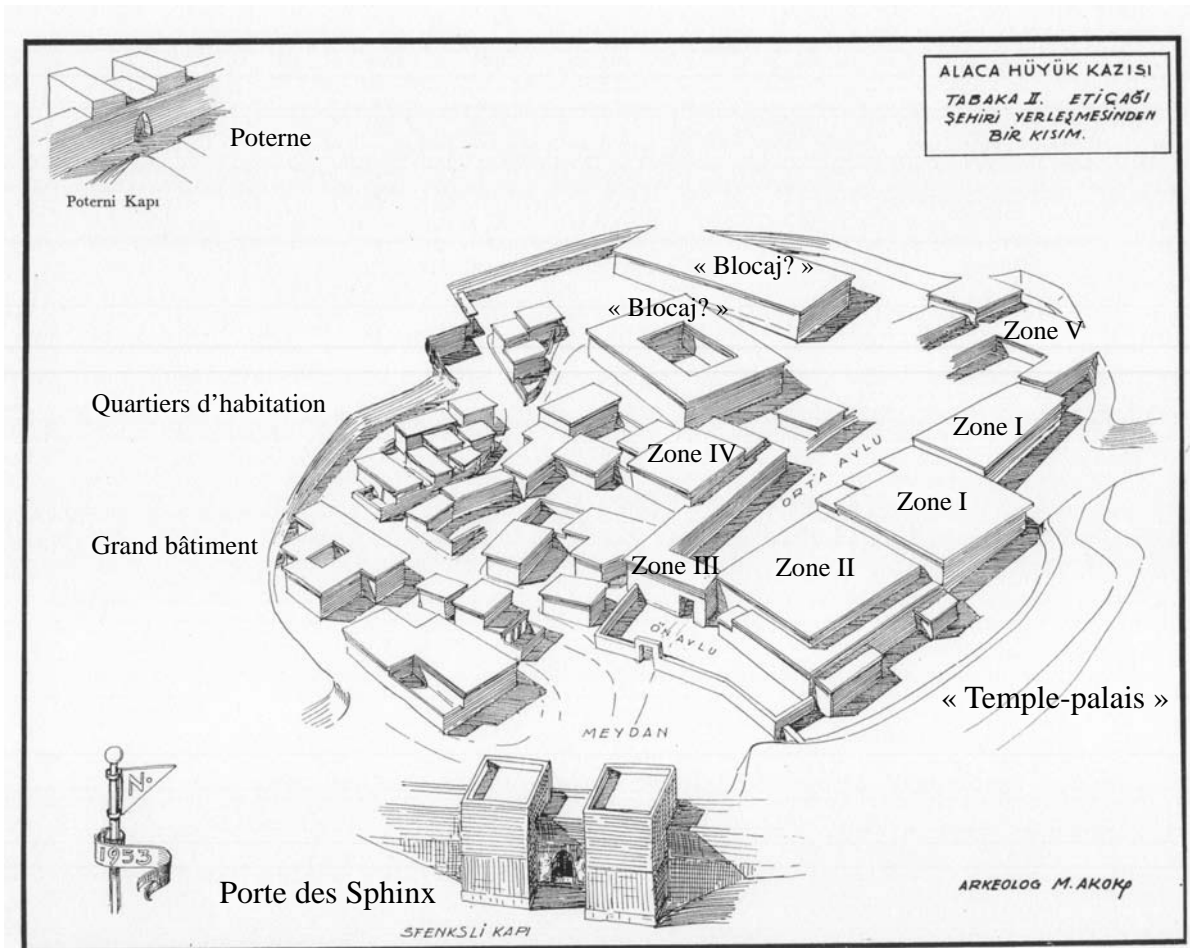 ALACA HÜYÜK KAZISI
TABAKA II. ETİÇAĞI
ŞEHİRİ YERLEŞMESİNDEN
BİR KISIM.
Poterne
Poterni Kapı
« Blocaj? »
« Blocaj? »
Zone V
Quartiers d’habitation
Zone I
Zone IV
ORTA AVLU
Zone I
Grand bâtiment
Zone III
Zone II
ÖN AVLU
« Temple-palais »
MEYDAN
N.
1953
Porte des Sphinx
ARKEOLOG M. AKOK
SFENKSLİ KAPI